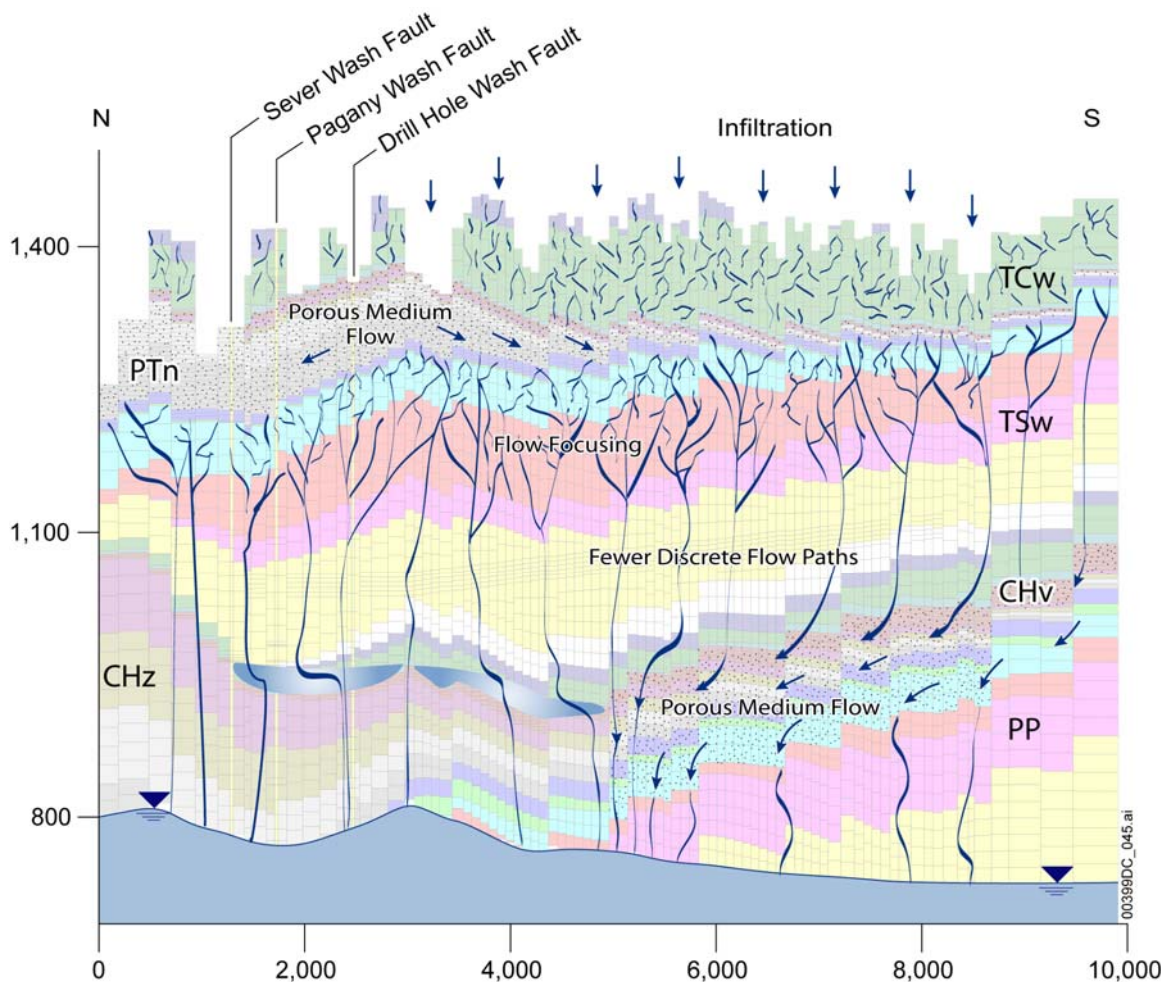 Sever Wash Fault
Pagany Wash Fault
Drill Hole Wash Fault
N
Infiltration
S
1,400
TCw
Porous Medium
Flow
PTn
TSw
Flow Focusing
1,100
Fewer Discrete Flow Paths
CHv
CHz
Porous Medium Flow
PP
800
00399DC_045.ai
0
2,000
4,000
6,000
8,000
10,000